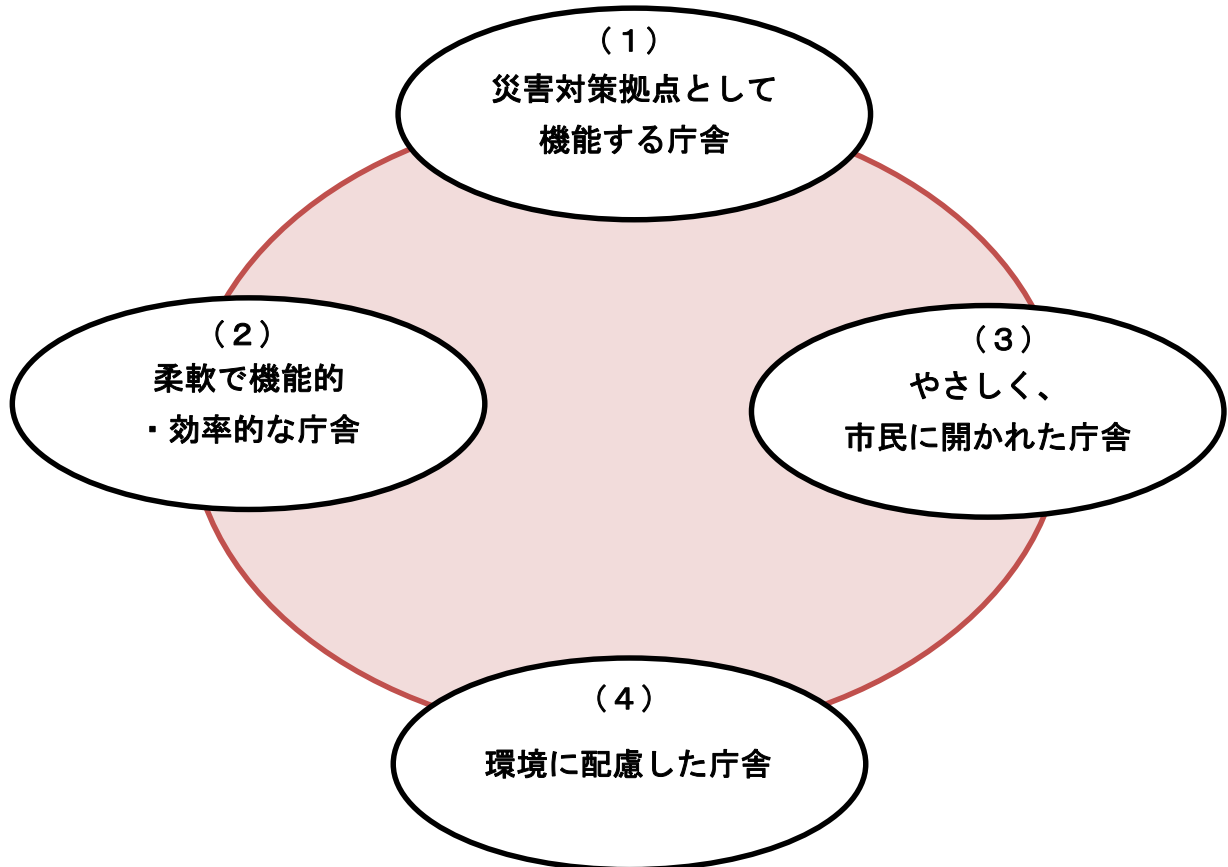 （１）
災害対策拠点として
機能する庁舎
（２）
柔軟で機能的
・効率的な庁舎
（３）
やさしく、
市民に開かれた庁舎
（４）
環境に配慮した庁舎